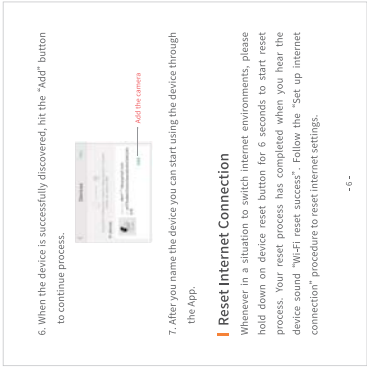 6. When the device is successfully discovered, hit the "Add" button
to continue process.
Devices
Add the camera
7. After you name the device you can start using the device through
the App.
Reset Internet Connection
Whenever in a situation to switch internet environments, please
hold down on device reset button for 6 seconds to start reset
process. Your reset process has completed when you hear the
device sound "Wi-Fi reset success". Follow the "Set up internet
connection" procedure to reset internet settings.
- 6 -